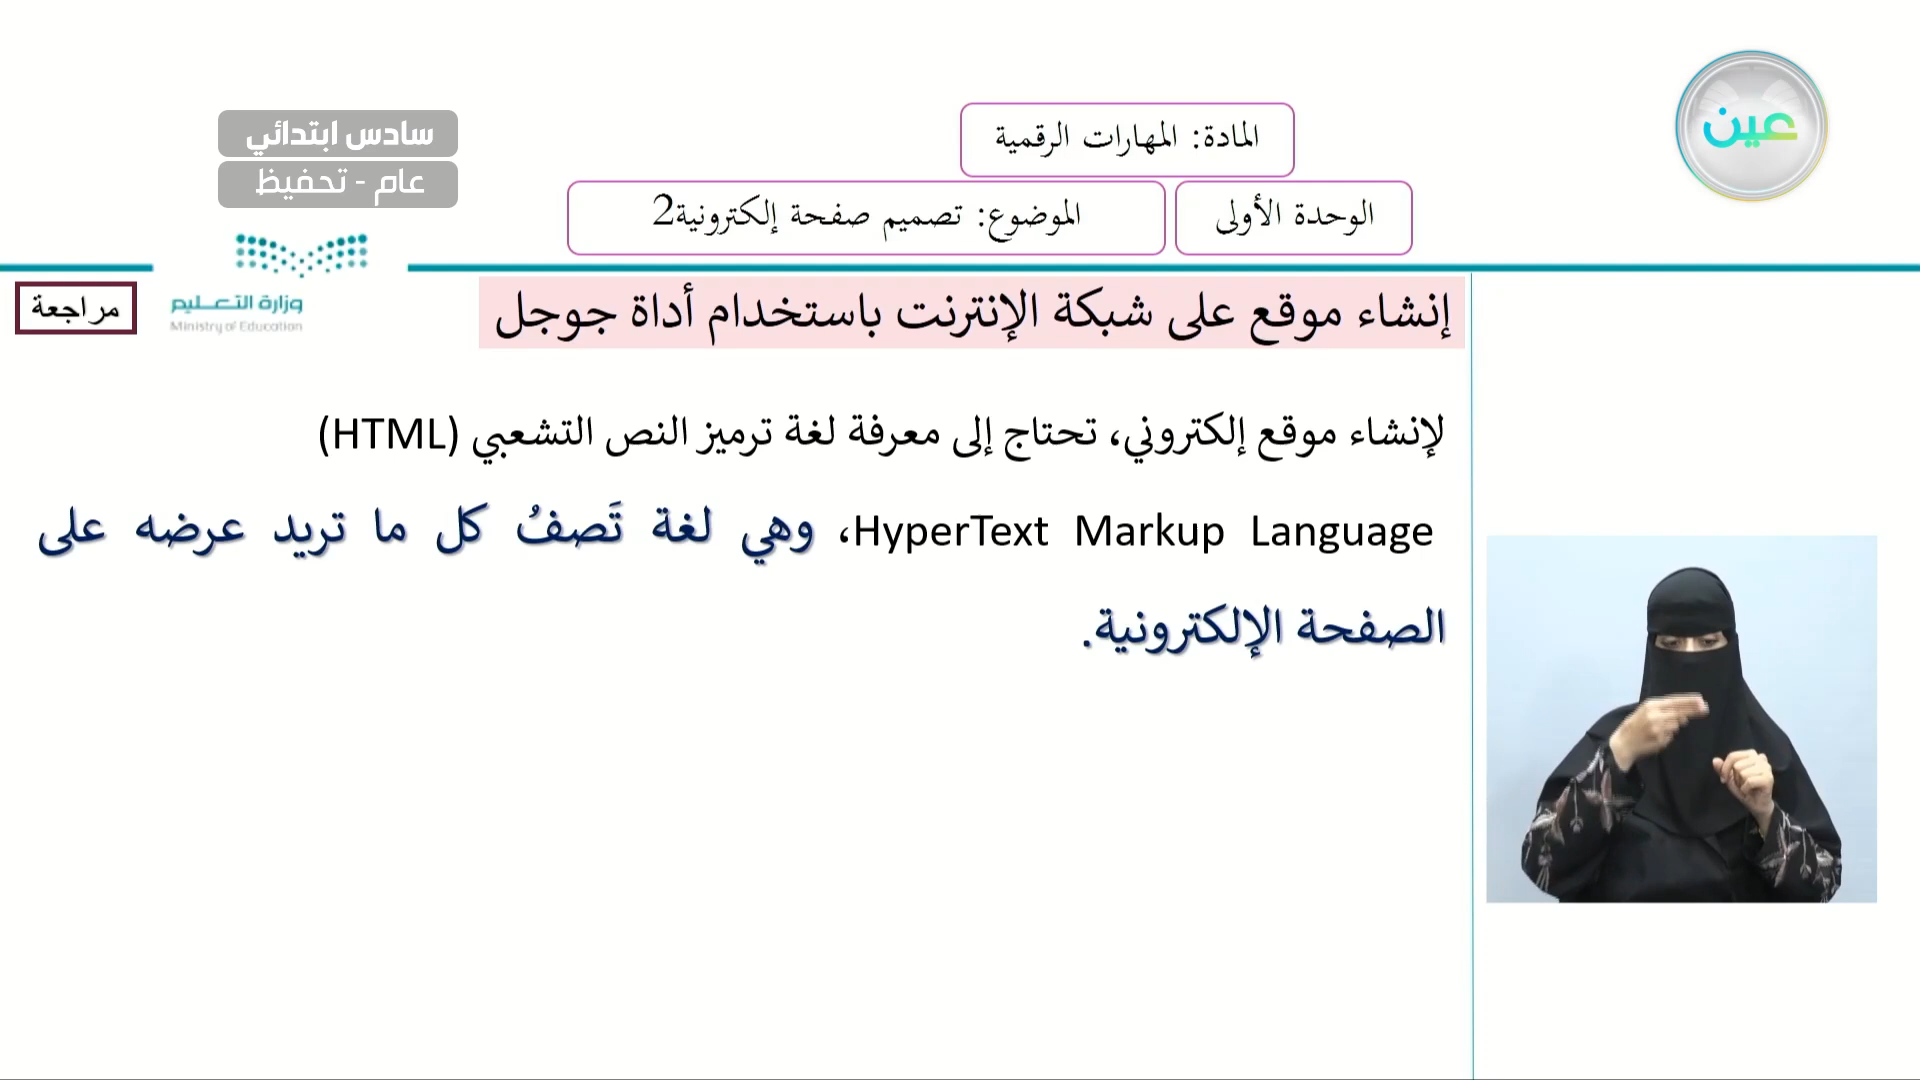 عين
سادس ابتدائي
عام - تحفيظ
المادة: المهارات الرقمية
الوحدة الأولى
الموضوع: تصميم صفحة إلكترونية2
وزارة التعليم
Ministry of Education
مراجعة
إنشاء موقع على شبكة الإنترنت باستخدام أداة جوجل
لإنشاء موقع إلكتروني، تحتاج إلى معرفة لغة ترميز النص التشعبي (HTML)
HyperText Markup Language، وهي لغة تَصفُ كل ما تريد عرضه على
الصفحة الإلكترونية.